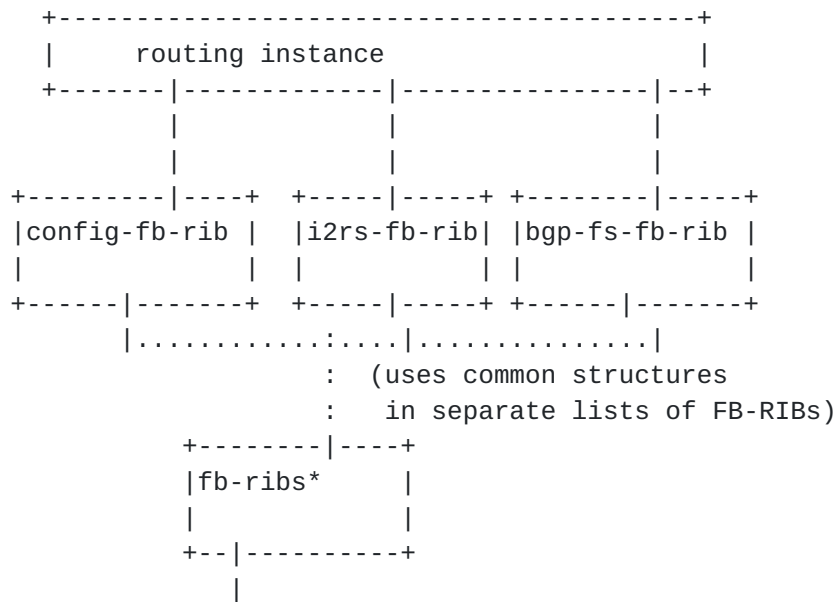 +-----------------------------------------+
|      routing instance                   |
+-------|-------------|----------------|--+
|             |                |
|             |                |
+---------|----+  +-----|-----+ +--------|-----+
|config-fb-rib |  |i2rs-fb-rib| |bgp-fs-fb-rib |
|              |  |           | |              |
+------|-------+  +-----|-----+ +------|-------+
|............:....|...............|
:  (uses common structures
:   in separate lists of FB-RIBs)
+--------|----+
|fb-ribs*     |
|             |
+--|----------+
|